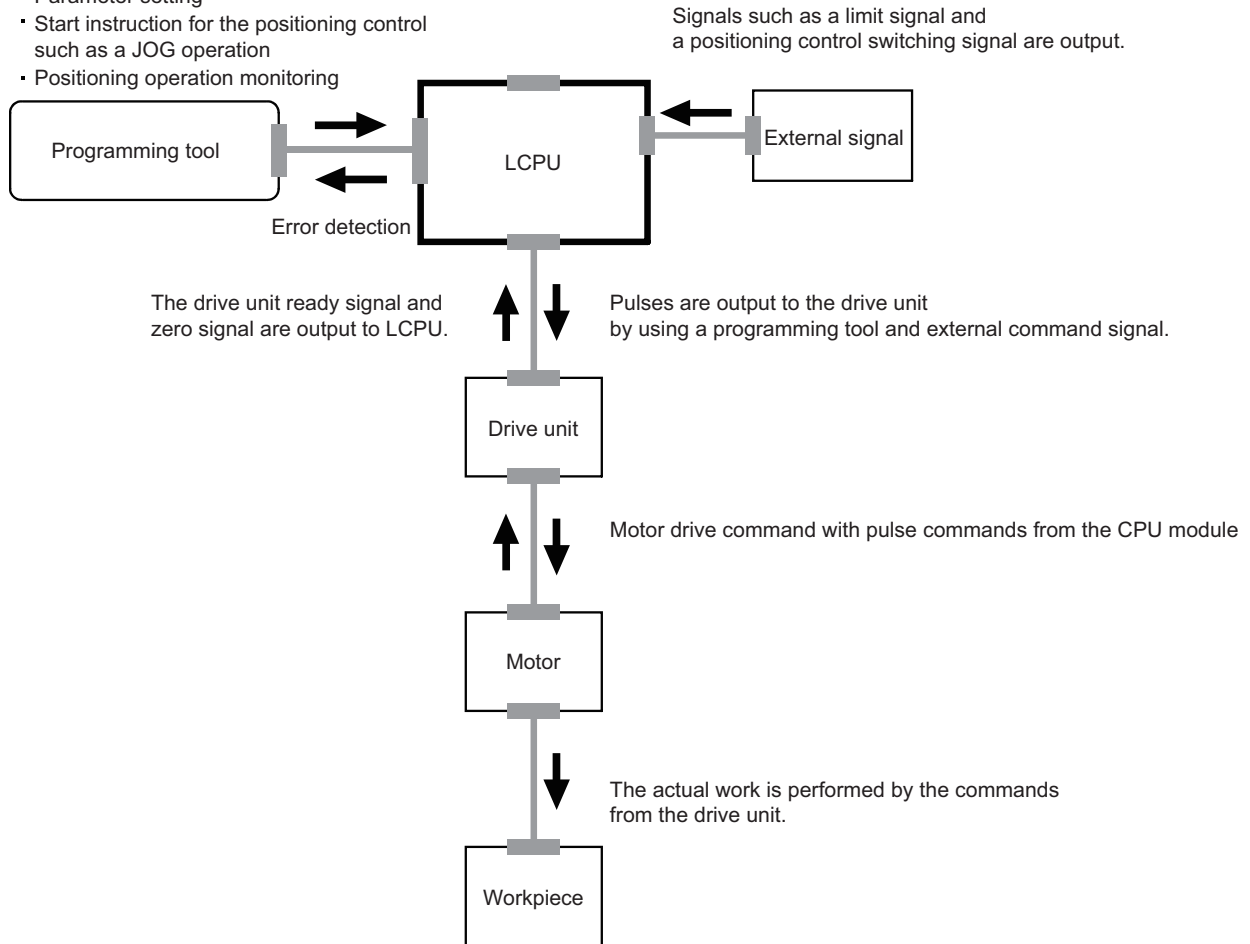 Parameter setting
Start instruction for the positioning control
such as a JOG operation
Positioning operation monitoring
Signals such as a limit signal and
a positioning control switching signal are output.
Programming tool
LCPU
External signal
Error detection
The drive unit ready signal and
zero signal are output to LCPU.
Pulses are output to the drive unit
by using a programming tool and external command signal.
Drive unit
Motor drive command with pulse commands from the CPU module
Motor
The actual work is performed by the commands
from the drive unit.
Workpiece